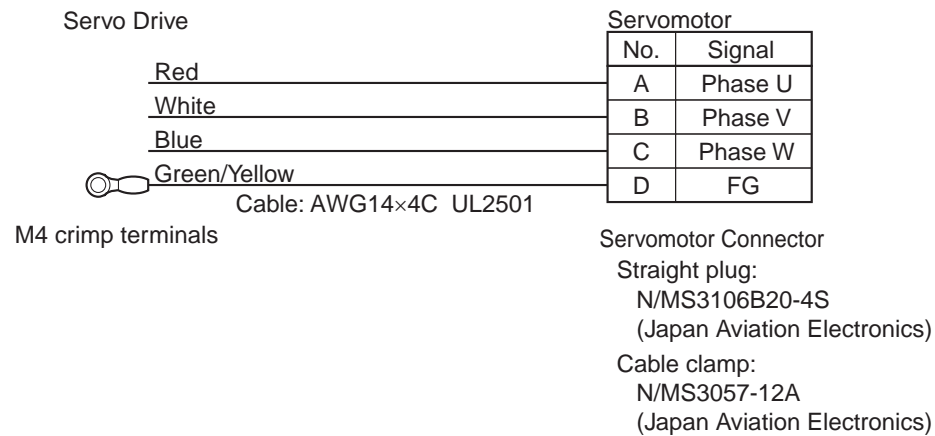 Servo Drive
Servomotor
No. Signal
Red
A Phase U
White
B Phase V
Blue
C Phase W
Green/Yellow
D FG
Cable: AWG14×4C UL2501
M4 crimp terminals
Servomotor Connector
Straight plug:
N/MS3106B20-4S
(Japan Aviation Electronics)
Cable clamp:
N/MS3057-12A
(Japan Aviation Electronics)